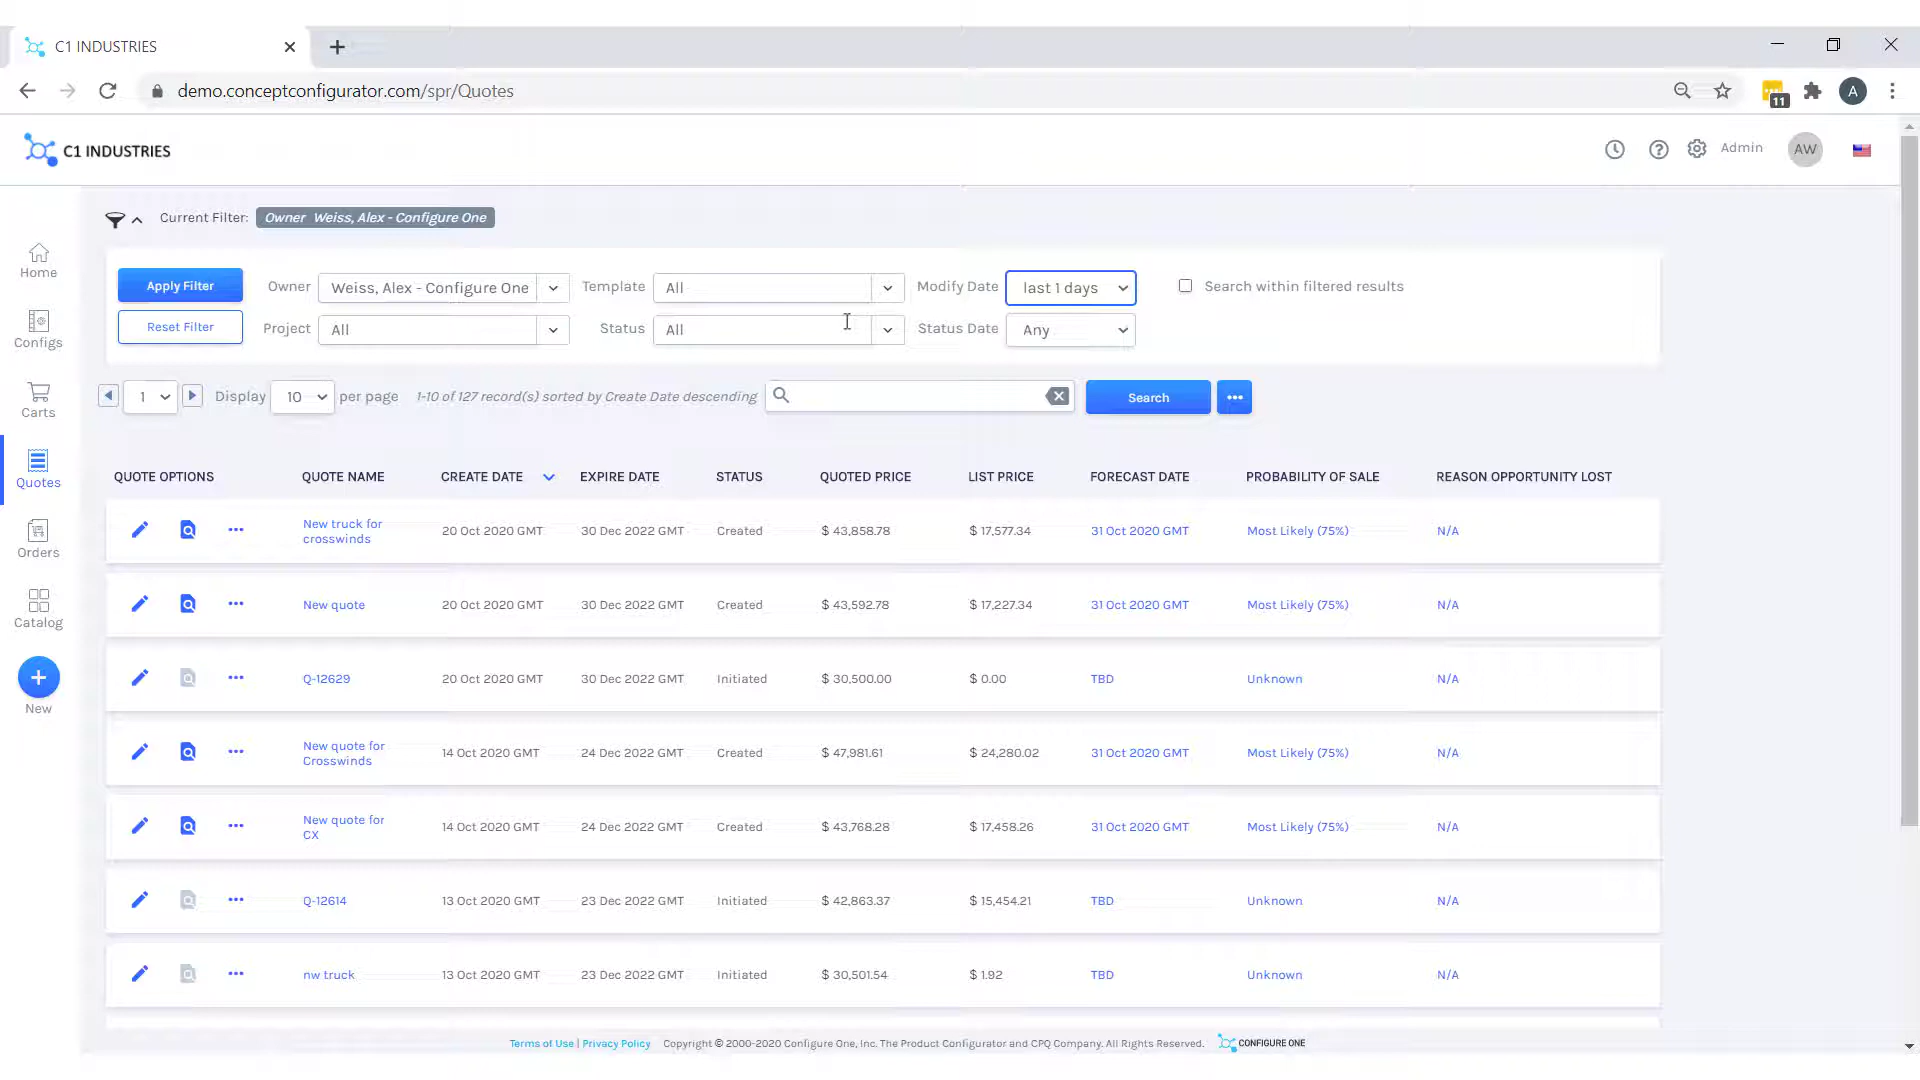 C1 INDUSTRIES
demo.conceptconfigurator.com/spr/Quotes
11
A
C1 INDUSTRIES
Admin
AW
Current Filter: Owner Weiss, Alex - Configure One
Apply Filter Owner Weiss, Alex - Configure One Template All Modify Date last 1 days Search within filtered results
Reset Filter Project All Status All Status Date Any
1 Display 10 per page 1-10 of 127 record(s) sorted by Create Date descending Search
Home
Configs
Carts
Quotes
Orders
Catalog
New
QUOTE OPTIONS QUOTE NAME CREATE DATE EXPIRE DATE STATUS QUOTED PRICE LIST PRICE FORECAST DATE PROBABILITY OF SALE REASON OPPORTUNITY LOST
New truck for
crosswinds 20 Oct 2020 GMT 30 Dec 2022 GMT Created $ 43,858.78 $ 17,577.34 31 Oct 2020 GMT Most Likely (75%) N/A
New quote 20 Oct 2020 GMT 30 Dec 2022 GMT Created $ 43,592.78 $ 17,227.34 31 Oct 2020 GMT Most Likely (75%) N/A
Q-12629 20 Oct 2020 GMT 30 Dec 2022 GMT Initiated $ 30,500.00 $ 0.00 TBD Unknown N/A
New quote for
Crosswinds 14 Oct 2020 GMT 24 Dec 2022 GMT Created $ 47,981.61 $ 24,280.02 31 Oct 2020 GMT Most Likely (75%) N/A
New quote for
CX 14 Oct 2020 GMT 24 Dec 2022 GMT Created $ 43,768.28 $ 17,458.26 31 Oct 2020 GMT Most Likely (75%) N/A
Q-12614 13 Oct 2020 GMT 23 Dec 2022 GMT Initiated $ 42,863.37 $ 15,454.21 TBD Unknown N/A
nw truck 13 Oct 2020 GMT 23 Dec 2022 GMT Initiated $ 30,501.54 $ 1.92 TBD Unknown N/A
Terms of Use | Privacy Policy Copyright © 2000-2020 Configure One, Inc. The Product Configurator and CPQ Company. All Rights Reserved. CONFIGURE ONE